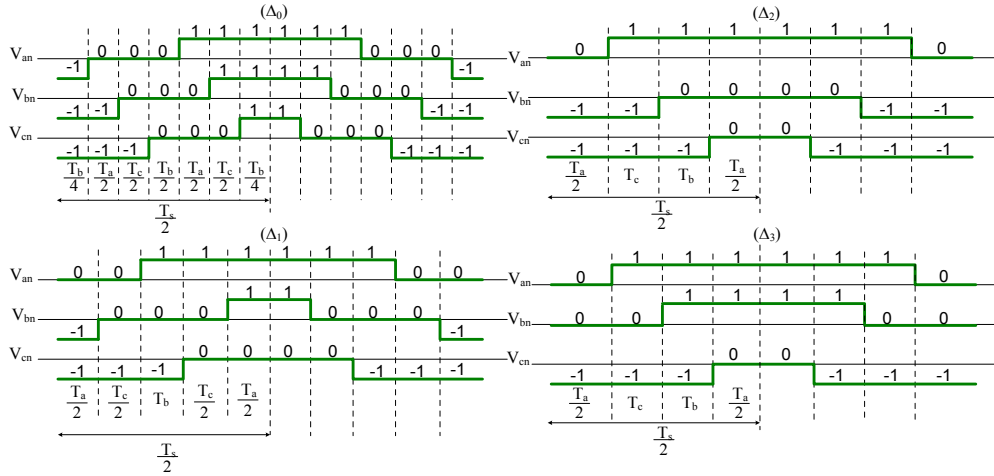 (Δ0)
Van -1 0 0 0 1 1 1 1 1 1 0 0 0 -1
Vbn -1 -1 0 0 0 1 1 1 1 0 0 0 -1 -1
Vcn -1 -1 -1 0 0 0 1 1 0 0 0 -1 -1 -1
Tb/4 Ta/2 Tc/2 Tb/2 Ta/2 Tc/2 Tb/4
Ts/2
(Δ2)
Van 0 1 1 1 1 1 1 0
Vbn -1 -1 0 0 0 0 -1 -1
Vcn -1 -1 -1 0 0 -1 -1 -1
Ta/2 Tc Tb Ta/2
Ts/2
(Δ1)
Van 0 0 1 1 1 1 1 1 0 0
Vbn -1 0 0 0 1 1 0 0 0 -1
Vcn -1 -1 -1 0 0 0 0 -1 -1 -1
Ta/2 Tc/2 Tb Tc/2 Ta/2
Ts/2
(Δ3)
Van 0 1 1 1 1 1 1 0
Vbn 0 0 1 1 1 1 0 0
Vcn -1 -1 -1 0 0 -1 -1 -1
Ta/2 Tc Tb Ta/2
Ts/2